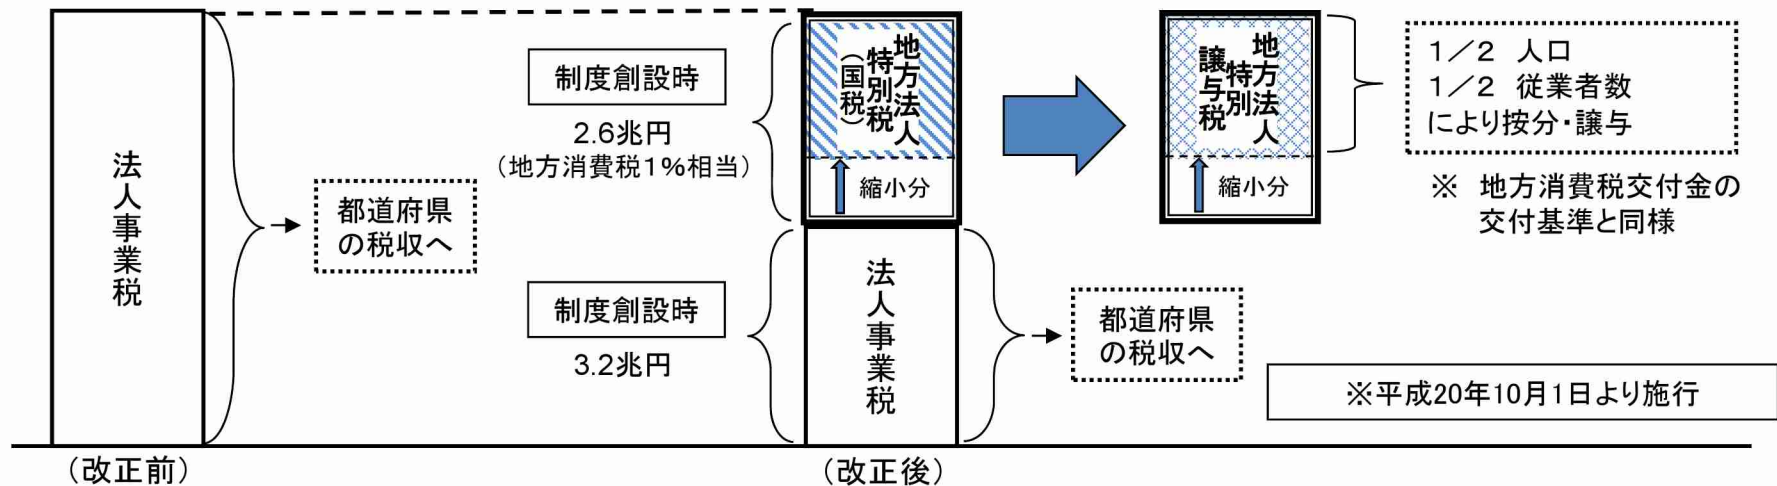 法人事業税
都道府県
の税収へ
(改正前)
制度創設時
2.6兆円
(地方消費税1%相当)
制度創設時
3.2兆円
地方法人
特別税
(国税)
縮小分
法人事業税
(改正後)
都道府県
の税収へ
地方法人
特別
譲与税
縮小分
1/2 人口
1/2 従業者数
により按分・譲与
※ 地方消費税交付金の
交付基準と同様
※平成20年10月1日より施行